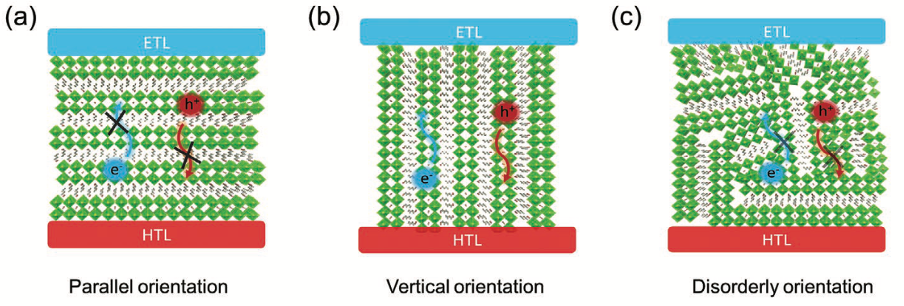 (a)
ETL
h⁺
e⁻
HTL
Parallel orientation
(b)
ETL
h⁺
e⁻
HTL
Vertical orientation
(c)
ETL
h⁺
e⁻
HTL
Disorderly orientation